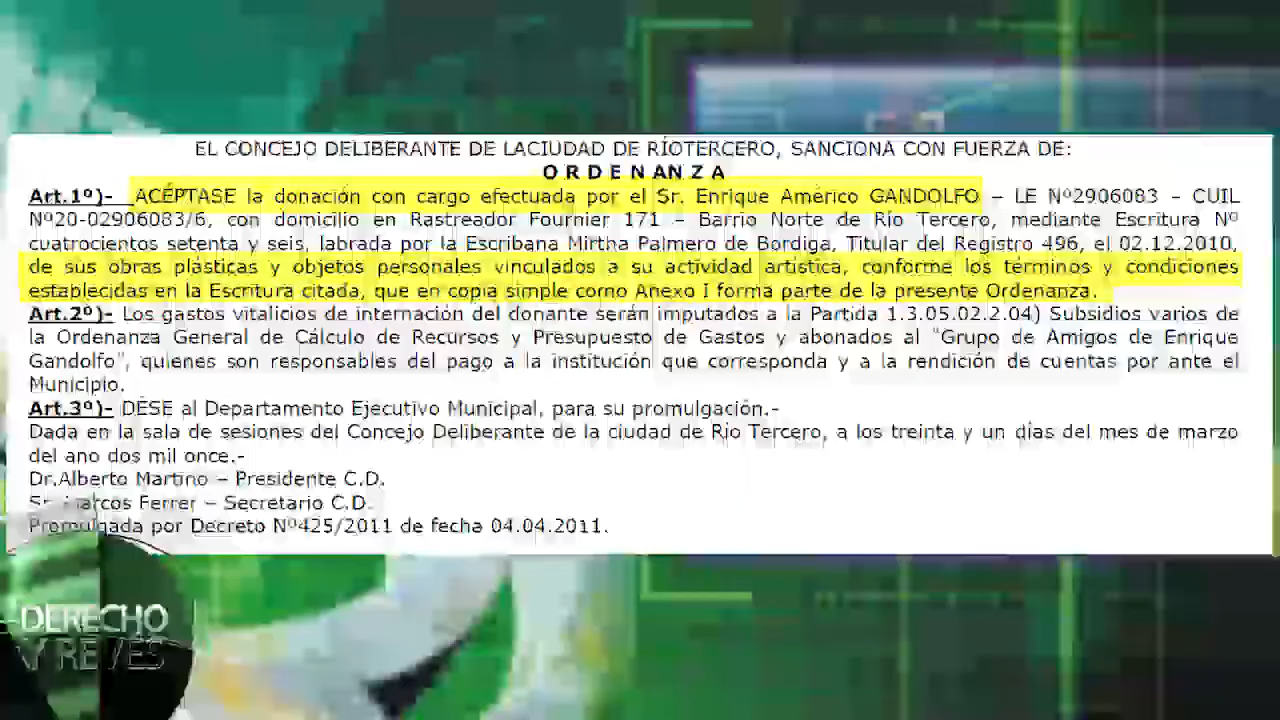 EL CONCEJO DELIBERANTE DE LACIUDAD DE RÍOTERCERO, SANCIONA CON FUERZA DE:
O R D E N A N Z A
Art.1º)- ACÉPTASE la donación con cargo efectuada por el Sr. Enrique Américo GANDOLFO – LE Nº2906083 – CUIL
Nº20-02906083/6, con domicilio en Rastreador Fournier 171 – Barrio Norte de Río Tercero, mediante Escritura Nº
cuatrocientos setenta y seis, labrada por la Escribana Mirtha Palmero de Bordiga, Titular del Registro 496, el 02.12.2010,
de sus obras plásticas y objetos personales vinculados a su actividad artística, conforme los términos y condiciones
establecidas en la Escritura citada, que en copia simple como Anexo I forma parte de la presente Ordenanza.
Art.2º)- Los gastos vitalicios de internación del donante serán imputados a la Partida 1.3.05.02.2.04) Subsidios varios de
la Ordenanza General de Cálculo de Recursos y Presupuesto de Gastos y abonados al "Grupo de Amigos de Enrique
Gandolfo", quienes son responsables del pago a la institución que corresponda y a la rendición de cuentas por ante el
Municipio.
Art.3º)- DÉSE al Departamento Ejecutivo Municipal, para su promulgación.-
Dada en la sala de sesiones del Concejo Deliberante de la ciudad de Río Tercero, a los treinta y un días del mes de marzo
del año dos mil once.-
Dr.Alberto Martino – Presidente C.D.
Sr. Marcos Ferrer – Secretario C.D.
Promulgada por Decreto Nº425/2011 de fecha 04.04.2011.
DERECHO
Y REVES